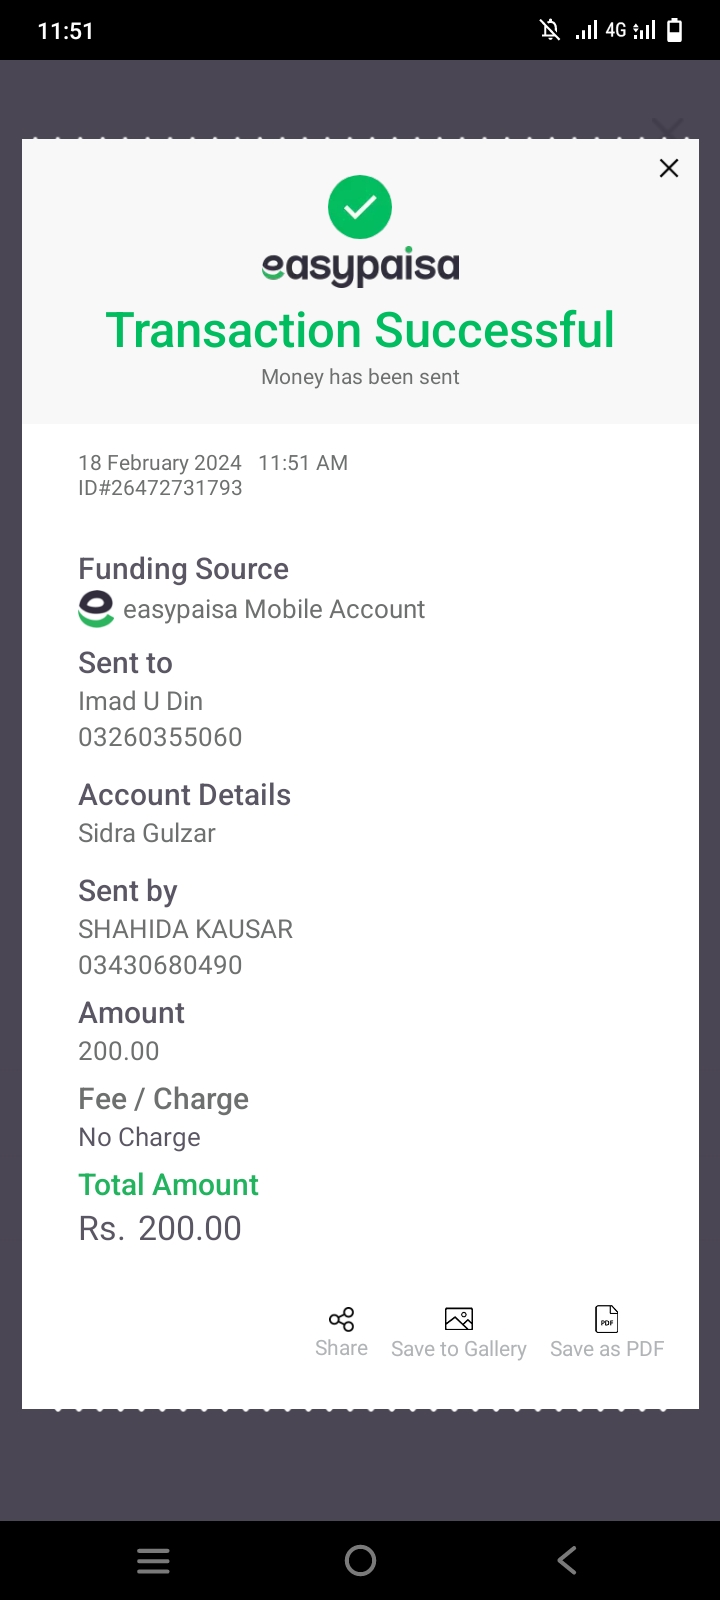 11:51
4G
easypaisa
Transaction Successful
Money has been sent
18 February 2024 11:51 AM
ID#26472731793
Funding Source
easypaisa Mobile Account
Sent to
Imad U Din
03260355060
Account Details
Sidra Gulzar
Sent by
SHAHIDA KAUSAR
03430680490
Amount
200.00
Fee / Charge
No Charge
Total Amount
Rs. 200.00
PDF
Share Save to Gallery Save as PDF